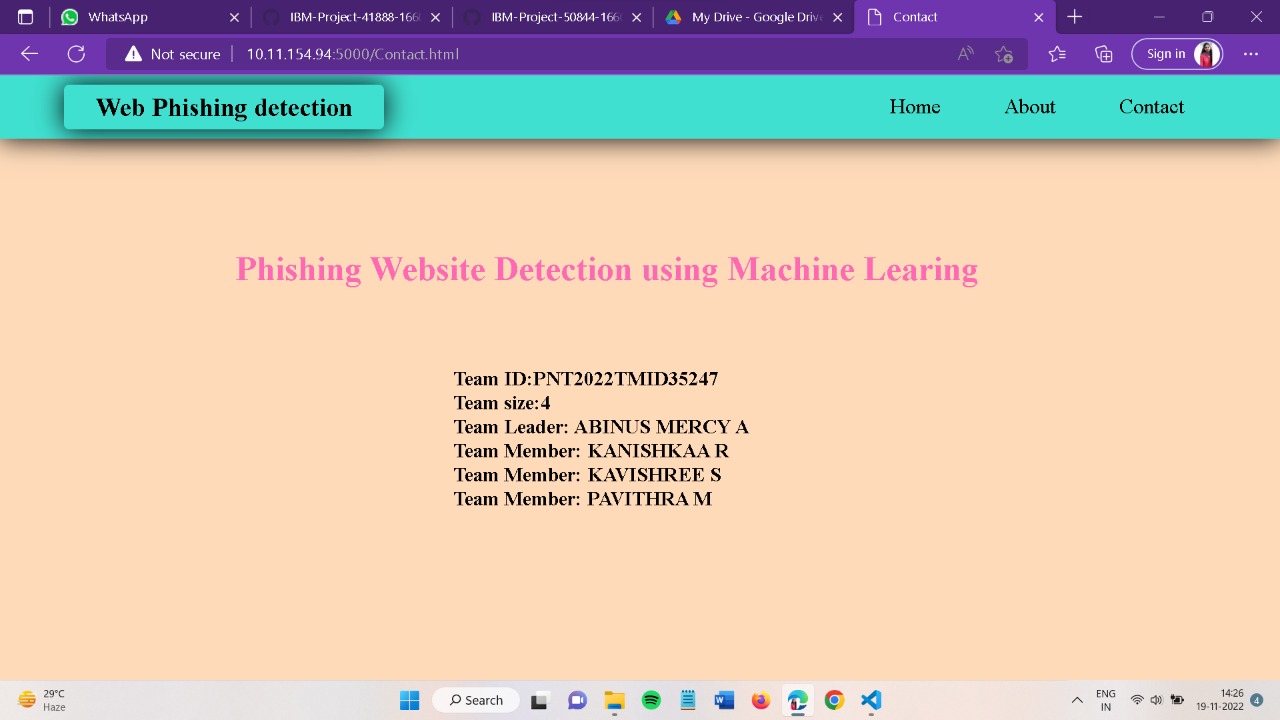 WhatsApp
IBM-Project-41888-166
IBM-Project-50844-166
My Drive - Google Drive
Contact
Not secure
10.11.154.94:5000/Contact.html
Sign in
Web Phishing detection
Home
About
Contact
Phishing Website Detection using Machine Learing
Team ID:PNT2022TMID35247
Team size:4
Team Leader: ABINUS MERCY A
Team Member: KANISHKAA R
Team Member: KAVISHREE S
Team Member: PAVITHRA M
29°C
Haze
Search
ENG
IN
14:26
19-11-2022
4